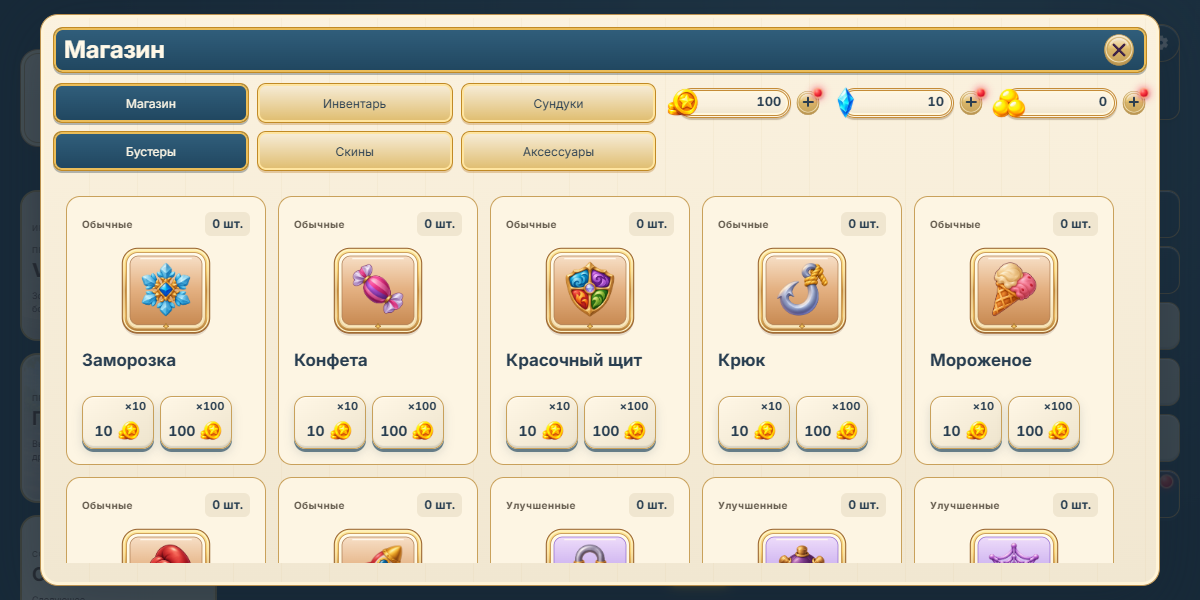 Магазин
Магазин Инвентарь Сундуки 100 10 0
Бустеры Скины Аксессуары
Обычные 0 шт. Обычные 0 шт. Обычные 0 шт. Обычные 0 шт. Обычные 0 шт.
Заморозка Конфета Красочный щит Крюк Мороженое
×10 ×100 ×10 ×100 ×10 ×100 ×10 ×100 ×10 ×100
10 100 10 100 10 100 10 100 10 100
Обычные 0 шт. Обычные 0 шт. Улучшенные 0 шт. Улучшенные 0 шт. Улучшенные 0 шт.